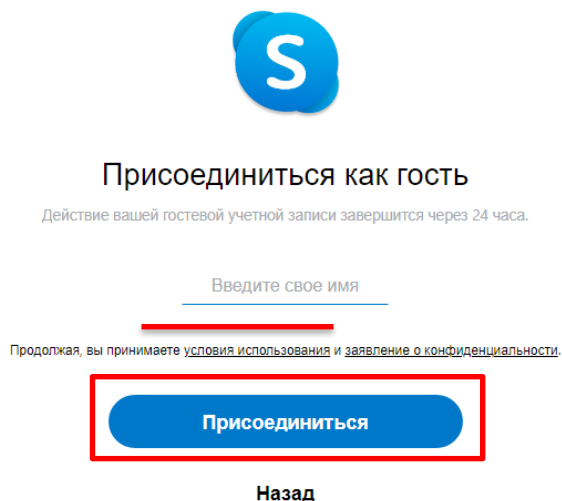 S
Присоединиться как гость
Действие вашей гостевой учетной записи завершится через 24 часа.
Введите свое имя
Продолжая, вы принимаете условия использования и заявление о конфиденциальности.
Присоединиться
Назад